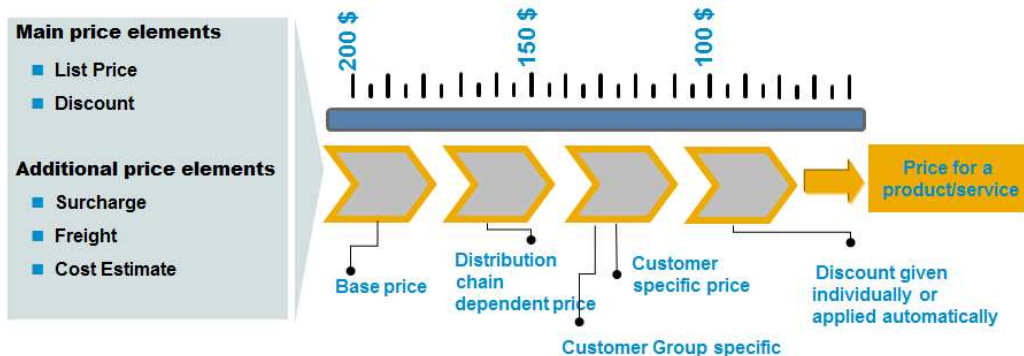 Main price elements
List Price
Discount
Additional price elements
Surcharge
Freight
Cost Estimate
200 $
150 $
100 $
Price for a
product/service
Base price
Distribution
chain
dependent price
Customer
specific price
Customer Group specific
Discount given
individually or
applied automatically